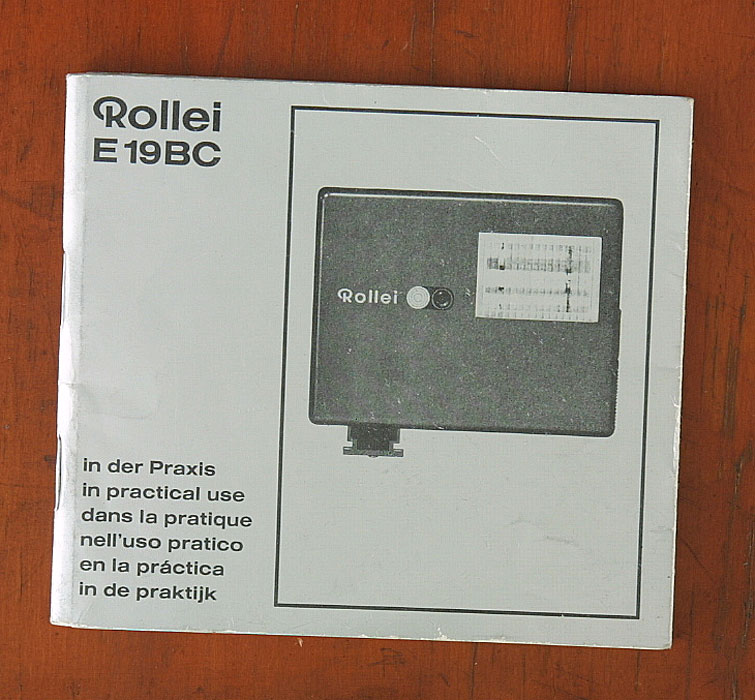 Rollei
E19BC
Rollei
in der Praxis
in practical use
dans la pratique
nell'uso pratico
en la práctica
in de praktijk